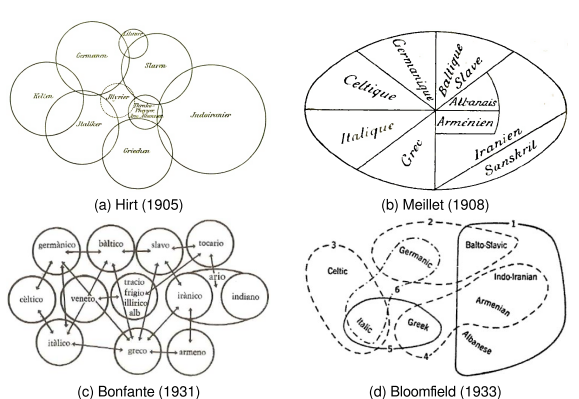 Litauer
Germanen
Slaven
Kelten
Illyrier
Indoiranier
Italiker
Griechen
(a) Hirt (1905)
Germanique
Baltique
Slave
Celtique
Albanais
Arménien
Italique
Grec
Iranien
Sanskrit
(b) Meillet (1908)
germànico
bàltico
slavo
tocario
ario
cèltico
veneto
tracio
frigio
illirico
alb
irànico
indiano
itàlico
greco
armeno
(c) Bonfante (1931)
2
1
3
Germanic
Balto-Slavic
Celtic
Indo-Iranian
6
Armenian
Italic
Greek
Albanese
5
4
(d) Bloomfield (1933)